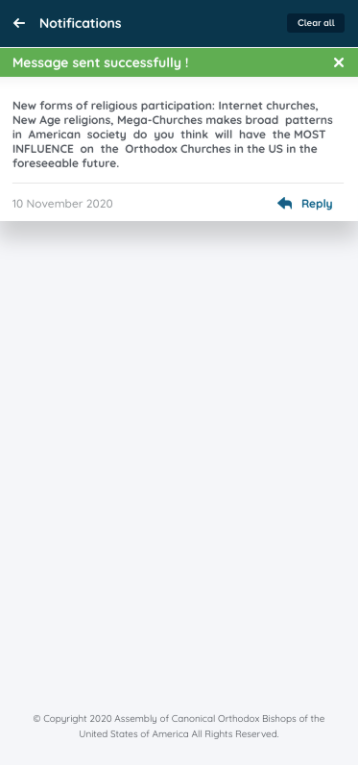 Notifications
Clear all
Message sent successfully !
New forms of religious participation: Internet churches,
New Age religions, Mega-Churches makes broad patterns
in American society do you think will have the MOST
INFLUENCE on the Orthodox Churches in the US in the
foreseeable future.
10 November 2020
Reply
© Copyright 2020 Assembly of Canonical Orthodox Bishops of the
United States of America All Rights Reserved.